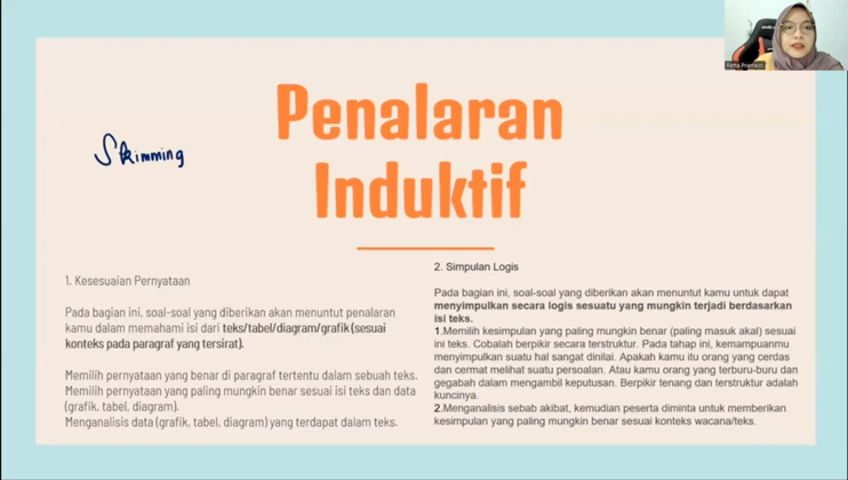 Skimming
Penalaran
Induktif
1. Kesesuaian Pernyataan
Pada bagian ini, soal-soal yang diberikan akan menuntut penalaran
kamu dalam memahami isi dari teks/tabel/diagram/grafik (sesuai
konteks pada paragraf yang tersirat).
Memilih pernyataan yang benar di paragraf tertentu dalam sebuah teks.
Memilih pernyataan yang paling mungkin benar sesuai isi teks dan data
(grafik, tabel, diagram).
Menganalisis data (grafik, tabel, diagram) yang terdapat dalam teks.
2. Simpulan Logis
Pada bagian ini, soal-soal yang diberikan akan menuntut kamu untuk dapat
menyimpulkan secara logis sesuatu yang mungkin terjadi berdasarkan
isi teks.
1.Memilih kesimpulan yang paling mungkin benar (paling masuk akal) sesuai
ini teks. Cobalah berpikir secara terstruktur. Pada tahap ini, kemampuanmu
menyimpulkan suatu hal sangat dinilai. Apakah kamu itu orang yang cerdas
dan cermat melihat suatu persoalan. Atau kamu orang yang terburu-buru dan
gegabah dalam mengambil keputusan. Berpikir tenang dan terstruktur adalah
kuncinya.
2.Menganalisis sebab akibat, kemudian peserta diminta untuk memberikan
kesimpulan yang paling mungkin benar sesuai konteks wacana/teks.